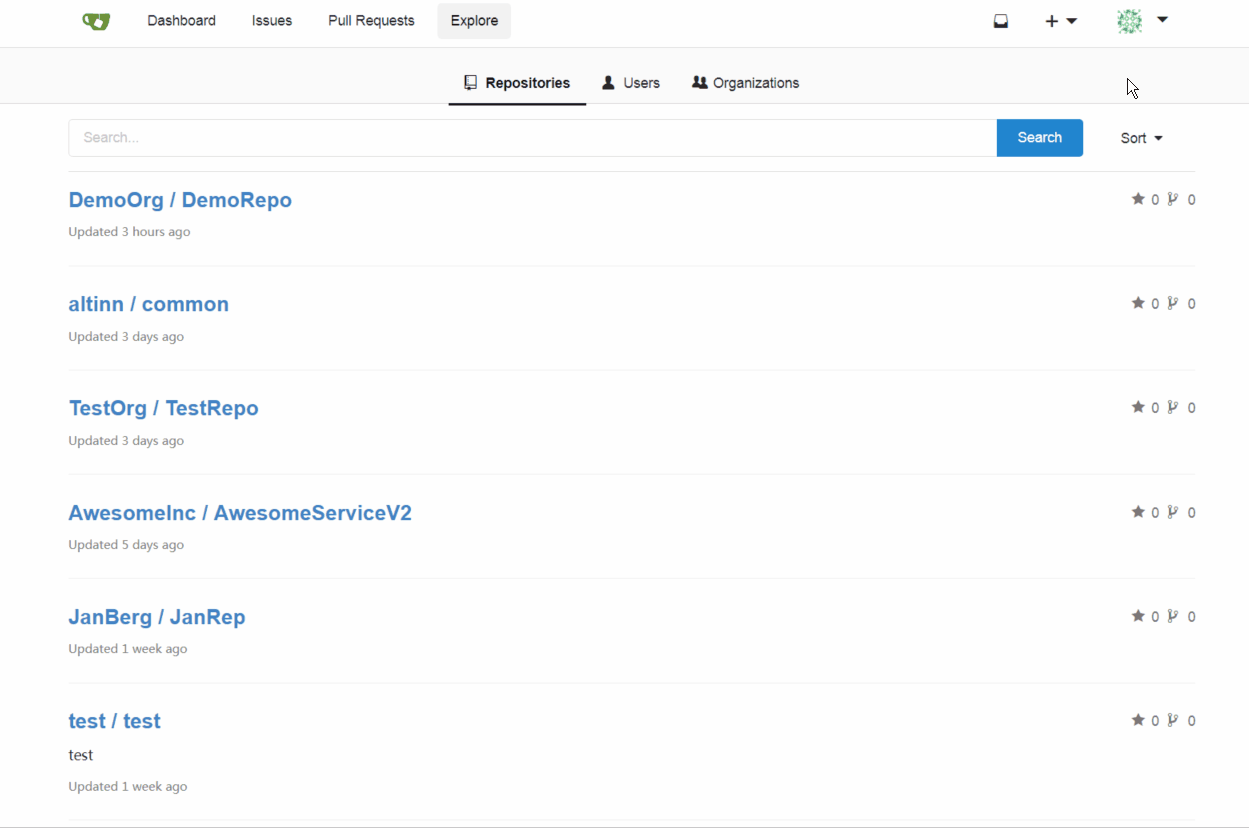 Dashboard Issues Pull Requests Explore
Repositories Users Organizations
Search... Search Sort
DemoOrg / DemoRepo 0 0
Updated 3 hours ago
altinn / common 0 0
Updated 3 days ago
TestOrg / TestRepo 0 0
Updated 3 days ago
AwesomeInc / AwesomeServiceV2 0 0
Updated 5 days ago
JanBerg / JanRep 0 0
Updated 1 week ago
test / test 0 0
test
Updated 1 week ago